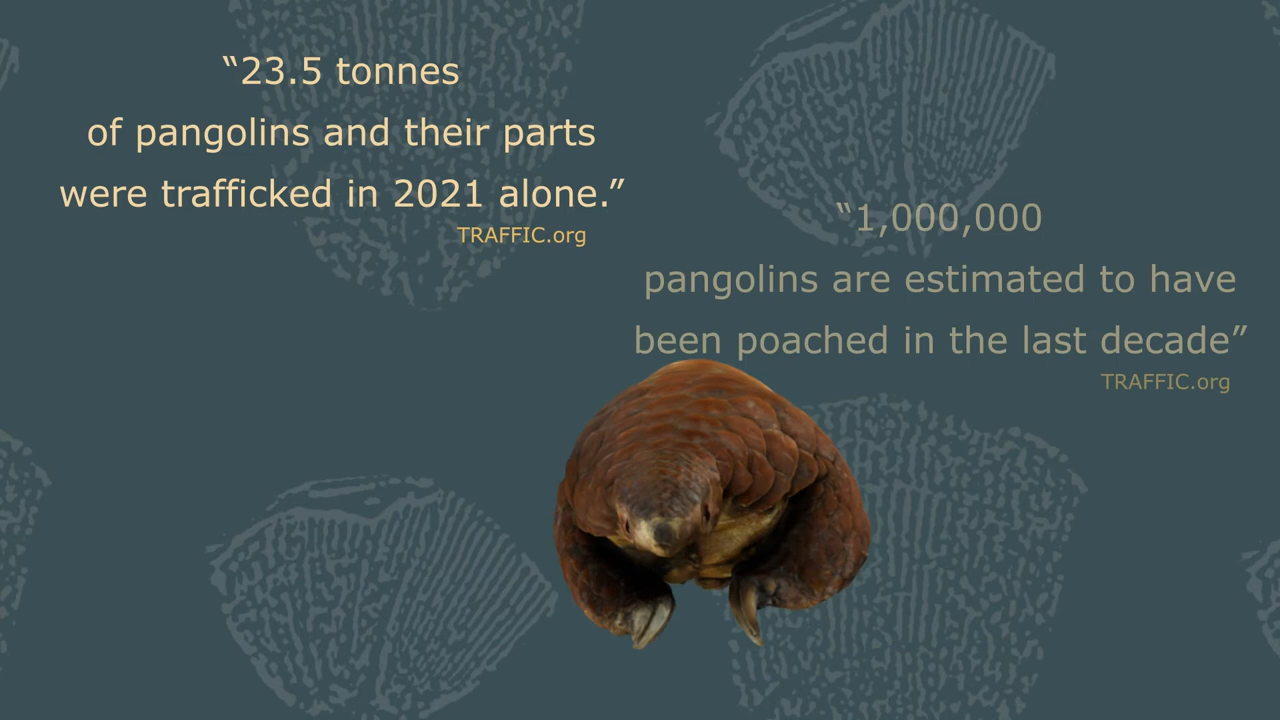 “23.5 tonnes
of pangolins and their parts
were trafficked in 2021 alone.”
TRAFFIC.org
“1,000,000
pangolins are estimated to have
been poached in the last decade”
TRAFFIC.org